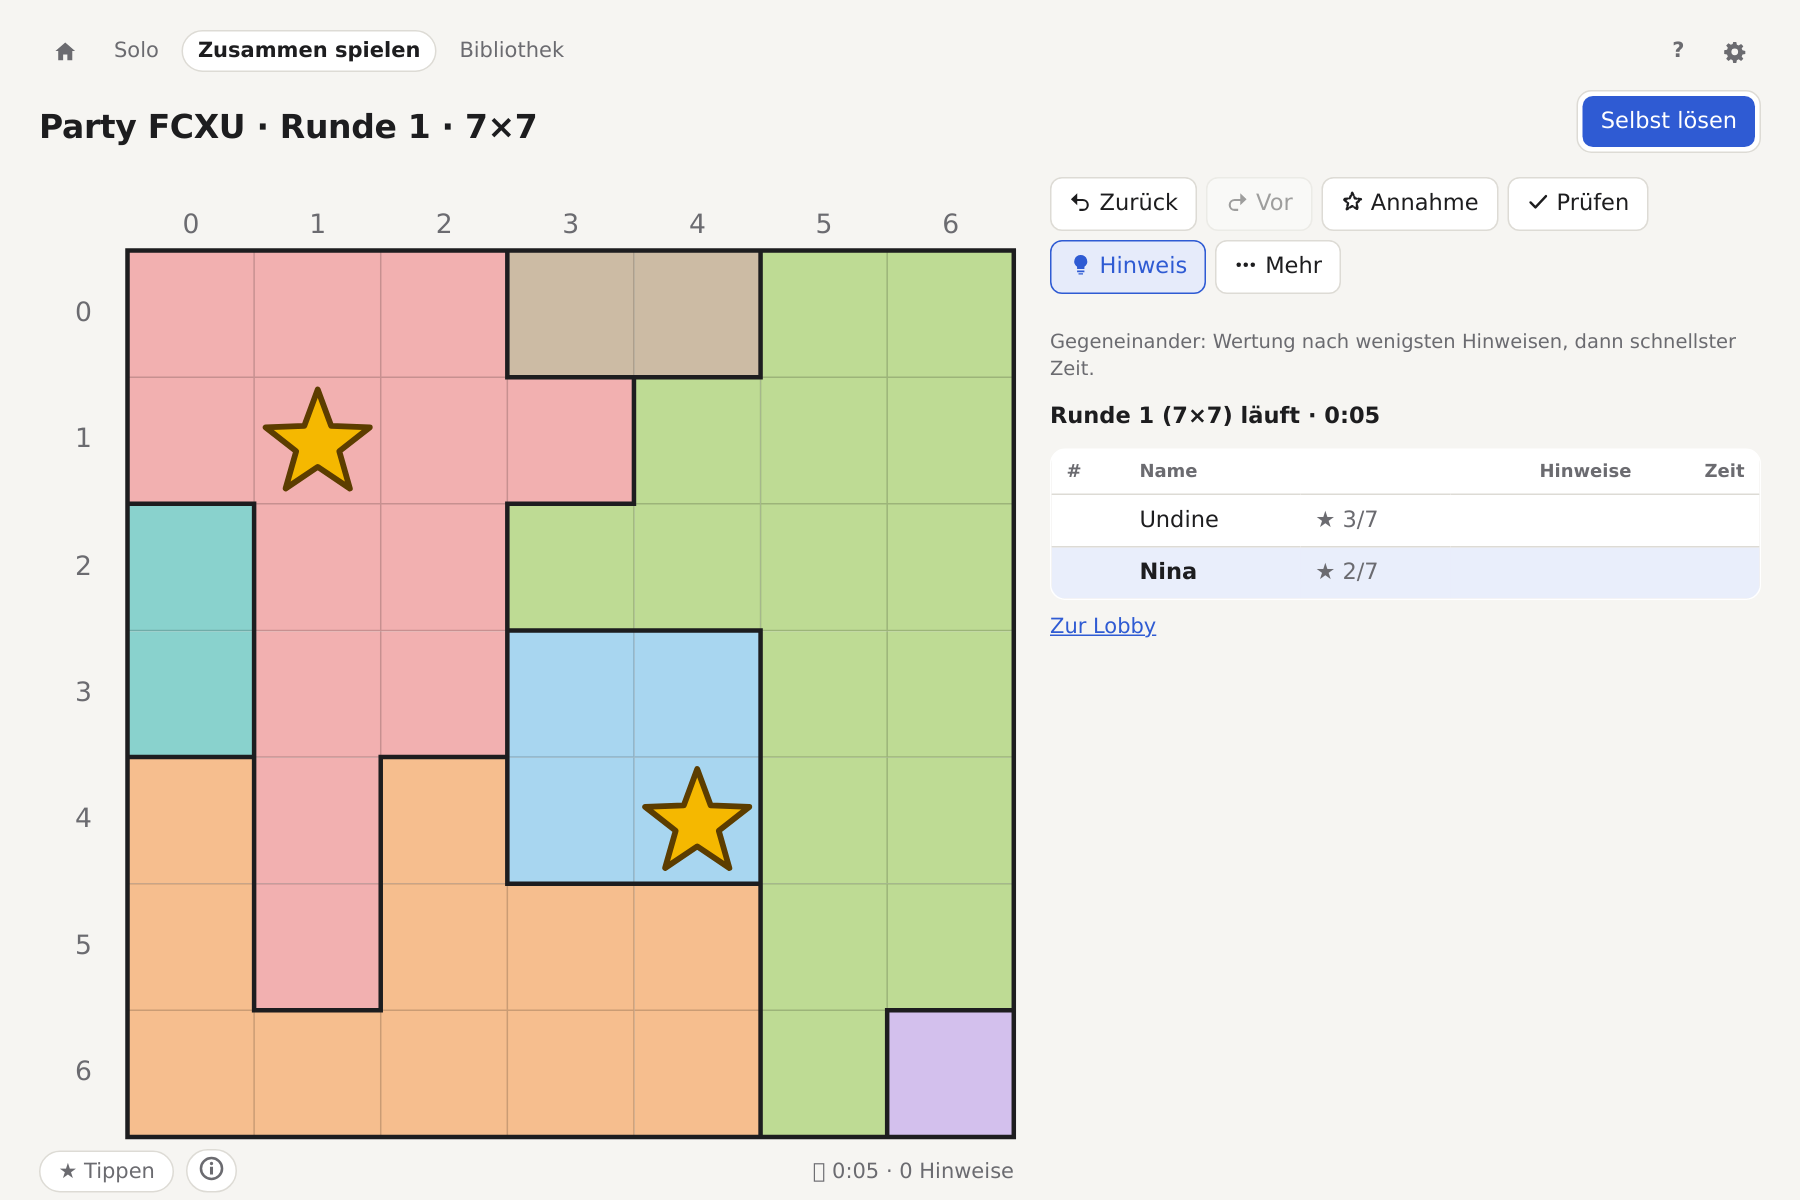 Solo Zusammen spielen Bibliothek ?
Party FCXU · Runde 1 · 7×7
Selbst lösen
Zurück Vor Annahme Prüfen
Hinweis Mehr
Gegeneinander: Wertung nach wenigsten Hinweisen, dann schnellster
Zeit.
Runde 1 (7×7) läuft · 0:05
# Name Hinweise Zeit
Undine ★ 3/7
Nina ★ 2/7
Zur Lobby
0 1 2 3 4 5 6
0
1
2
3
4
5
6
★ Tippen
0:05 · 0 Hinweise